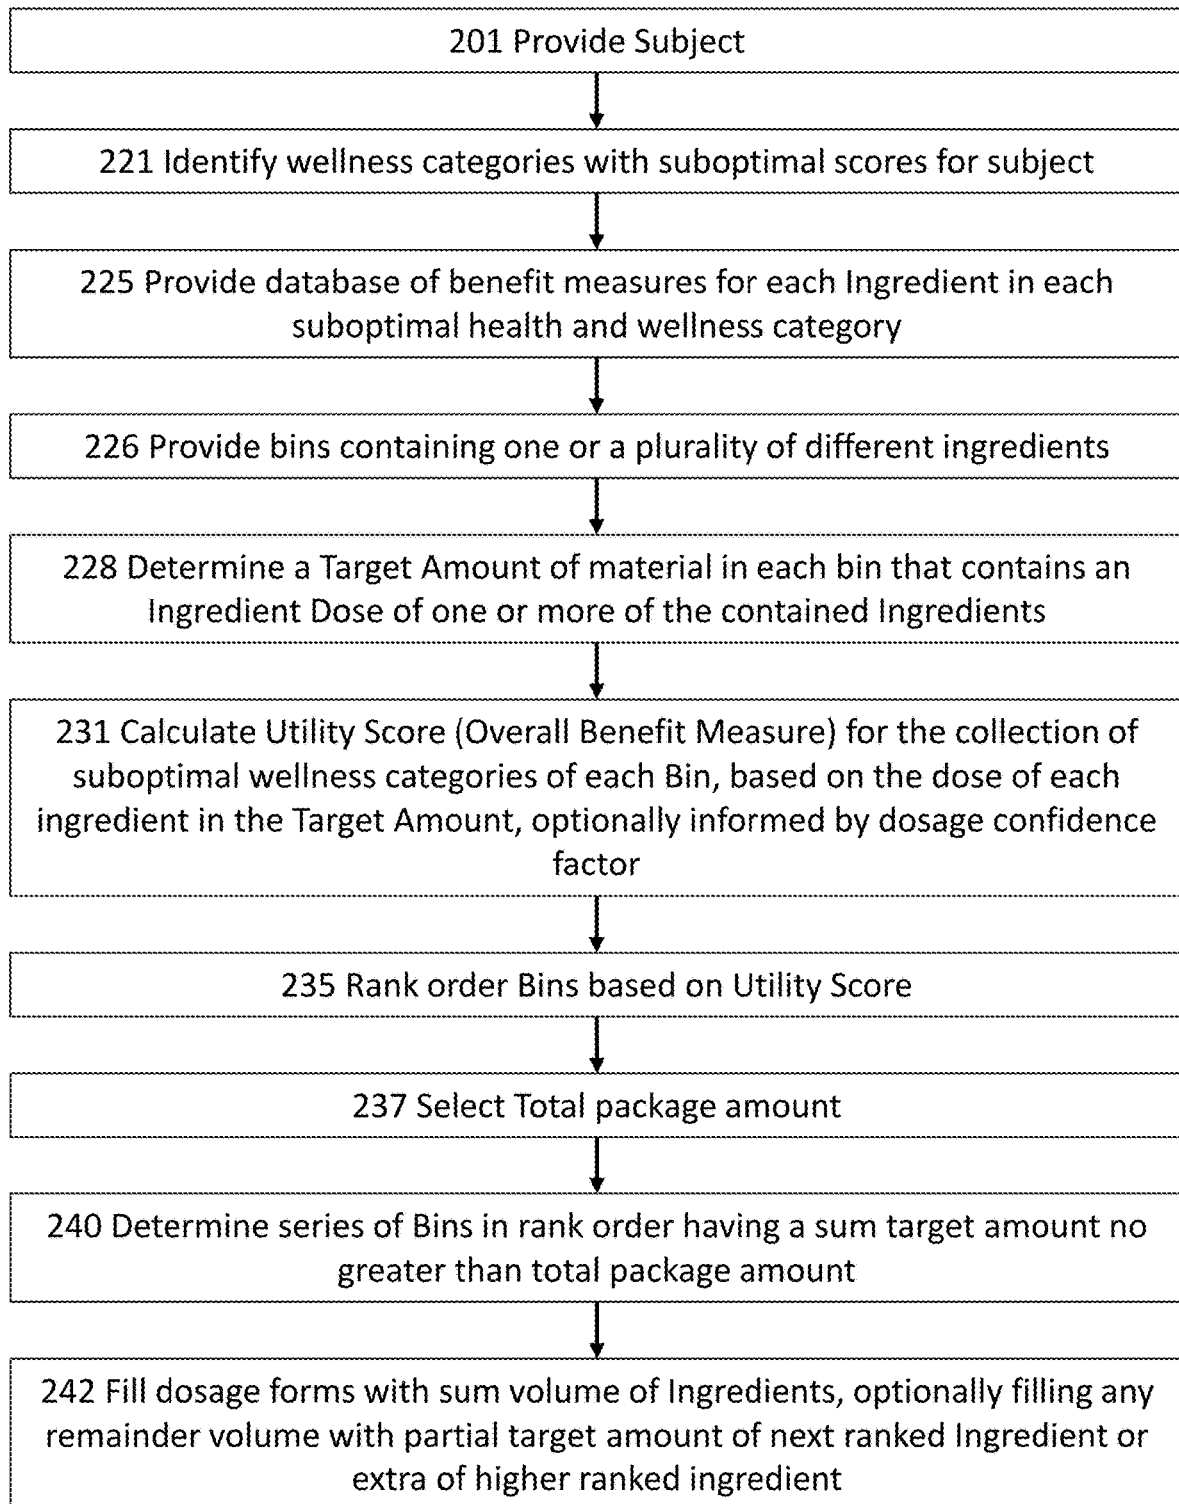 201 Provide Subject
221 Identify wellness categories with suboptimal scores for subject
225 Provide database of benefit measures for each Ingredient in each
suboptimal health and wellness category
226 Provide bins containing one or a plurality of different ingredients
228 Determine a Target Amount of material in each bin that contains an
Ingredient Dose of one or more of the contained Ingredients
231 Calculate Utility Score (Overall Benefit Measure) for the collection of
suboptimal wellness categories of each Bin, based on the dose of each
ingredient in the Target Amount, optionally informed by dosage confidence
factor
235 Rank order Bins based on Utility Score
237 Select Total package amount
240 Determine series of Bins in rank order having a sum target amount no
greater than total package amount
242 Fill dosage forms with sum volume of Ingredients, optionally filling any
remainder volume with partial target amount of next ranked Ingredient or
extra of higher ranked ingredient